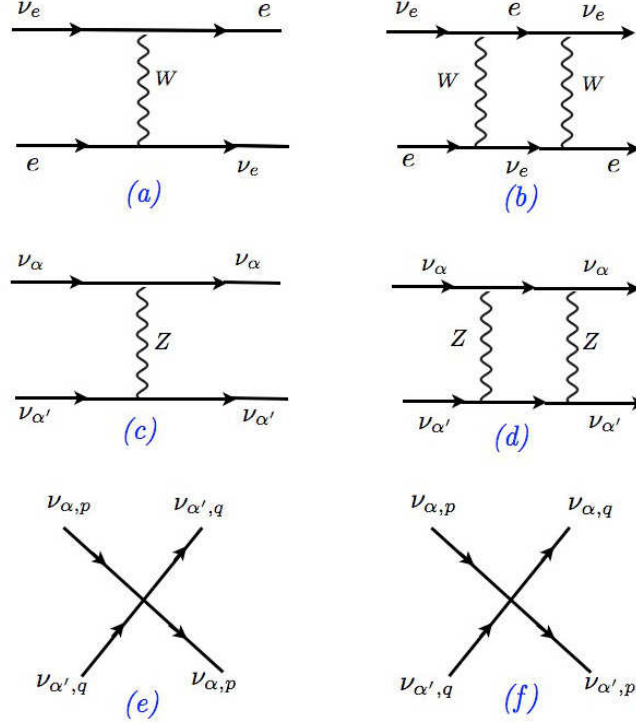 ν_e e ν_e e ν_e
W W W
e ν_e e ν_e e
(a) (b)
ν_α ν_α ν_α ν_α
Z Z Z
ν_α′ ν_α′ ν_α′ ν_α′
(c) (d)
ν_α,p ν_α′,q ν_α,p ν_α,q
ν_α′,q ν_α,p ν_α′,q ν_α,p′
(e) (f)